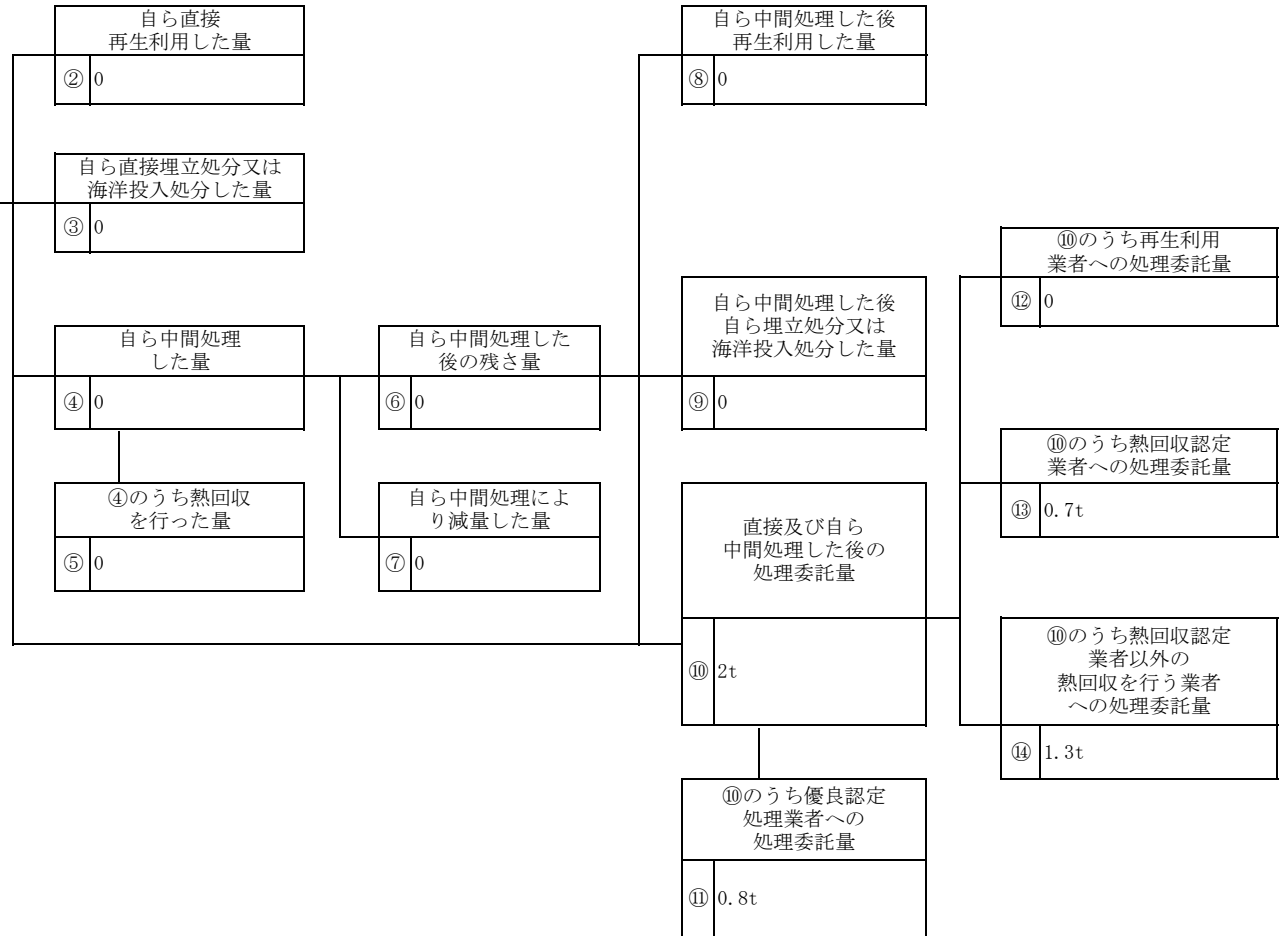 自ら直接
再生利用した量
② 0
自ら直接埋立処分又は
海洋投入処分した量
③ 0
自ら中間処理
した量
④ 0
④のうち熱回収
を行った量
⑤ 0
自ら中間処理した
後の残さ量
⑥ 0
自ら中間処理によ
り減量した量
⑦ 0
自ら中間処理した後
再生利用した量
⑧ 0
自ら中間処理した後
自ら埋立処分又は
海洋投入処分した量
⑨ 0
直接及び自ら
中間処理した後の
処理委託量
⑩ 2t
⑩のうち優良認定
処理業者への
処理委託量
⑪ 0.8t
⑩のうち再生利用
業者への処理委託量
⑫ 0
⑩のうち熱回収認定
業者への処理委託量
⑬ 0.7t
⑩のうち熱回収認定
業者以外の
熱回収を行う業者
への処理委託量
⑭ 1.3t